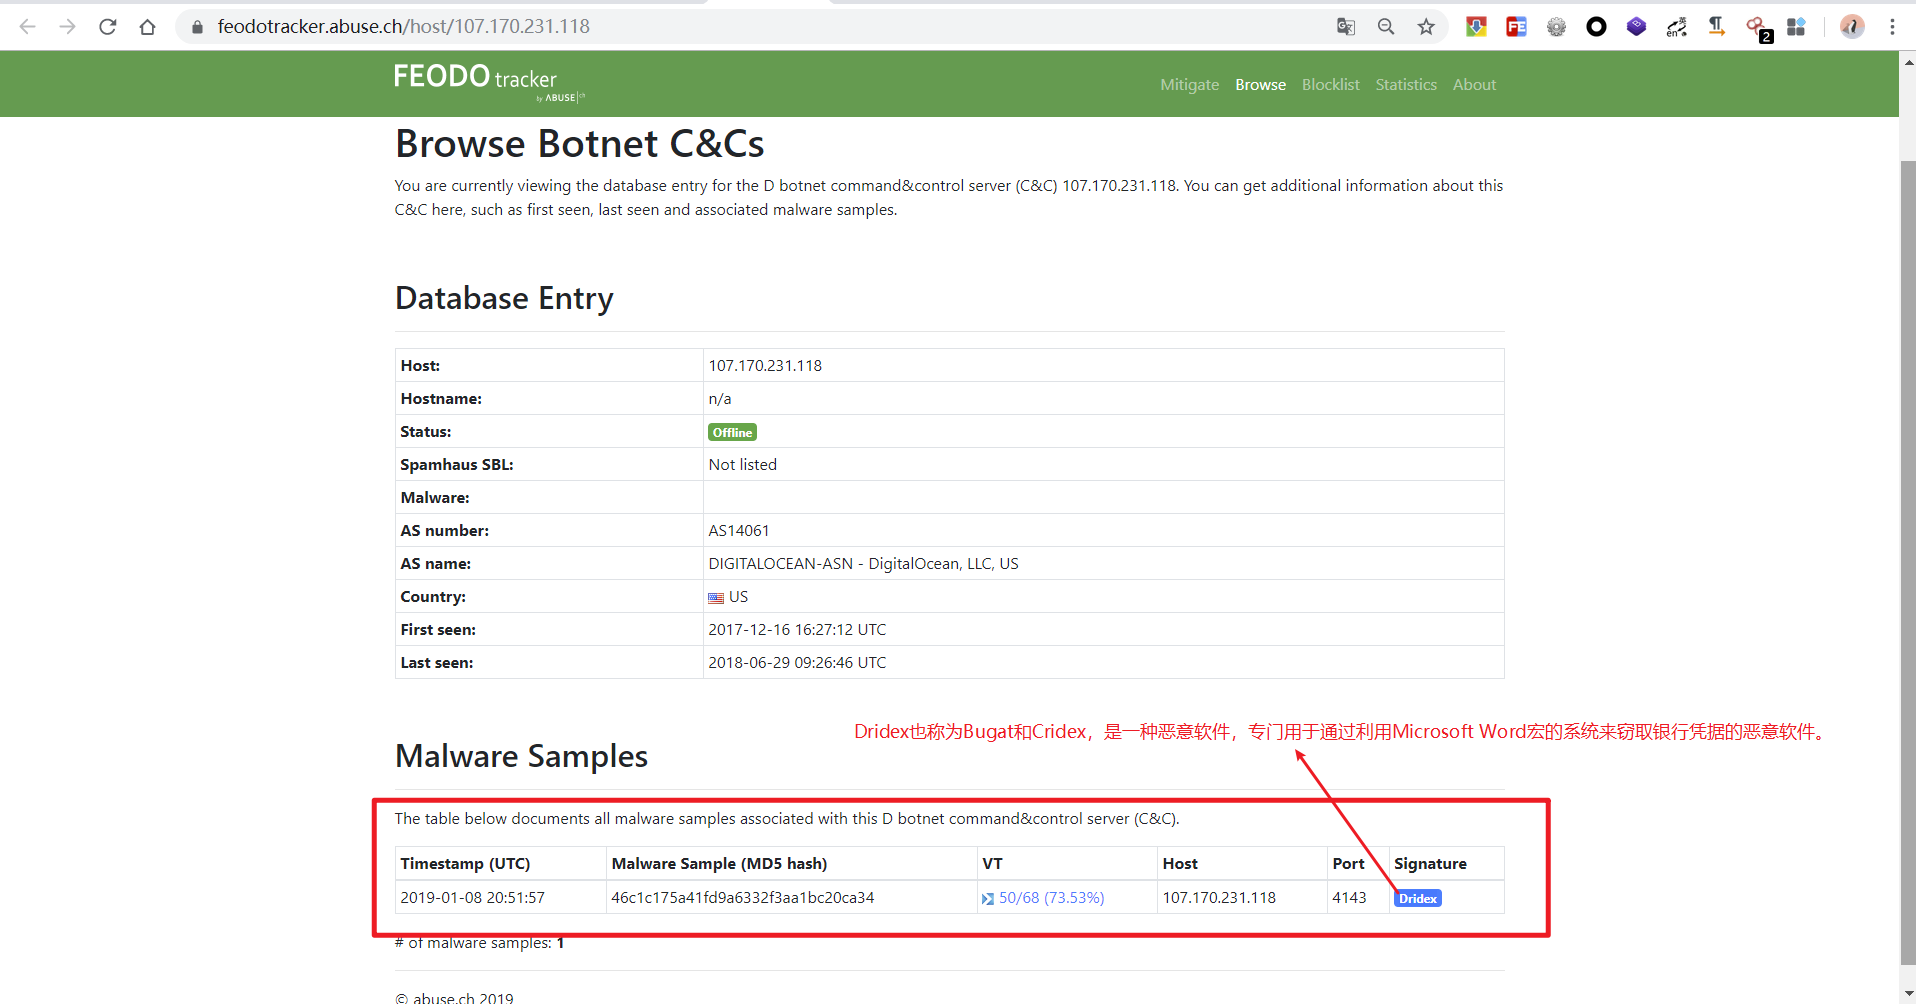 feodotracker.abuse.ch/host/107.170.231.118
FEODO tracker
by ABUSE|ch
Mitigate Browse Blocklist Statistics About
Browse Botnet C&Cs
You are currently viewing the database entry for the D botnet command&control server (C&C) 107.170.231.118. You can get additional information about this
C&C here, such as first seen, last seen and associated malware samples.
Database Entry
Host: 107.170.231.118
Hostname: n/a
Status: Offline
Spamhaus SBL: Not listed
Malware:
AS number: AS14061
AS name: DIGITALOCEAN-ASN - DigitalOcean, LLC, US
Country: US
First seen: 2017-12-16 16:27:12 UTC
Last seen: 2018-06-29 09:26:46 UTC
Dridex也称为Bugat和Cridex，是一种恶意软件，专门用于通过利用Microsoft Word宏的系统来窃取银行凭据的恶意软件。
Malware Samples
The table below documents all malware samples associated with this D botnet command&control server (C&C).
Timestamp (UTC) Malware Sample (MD5 hash) VT Host Port Signature
2019-01-08 20:51:57 46c1c175a41fd9a6332f3aa1bc20ca34 50/68 (73.53%) 107.170.231.118 4143 Dridex
# of malware samples: 1
© abuse.ch 2019